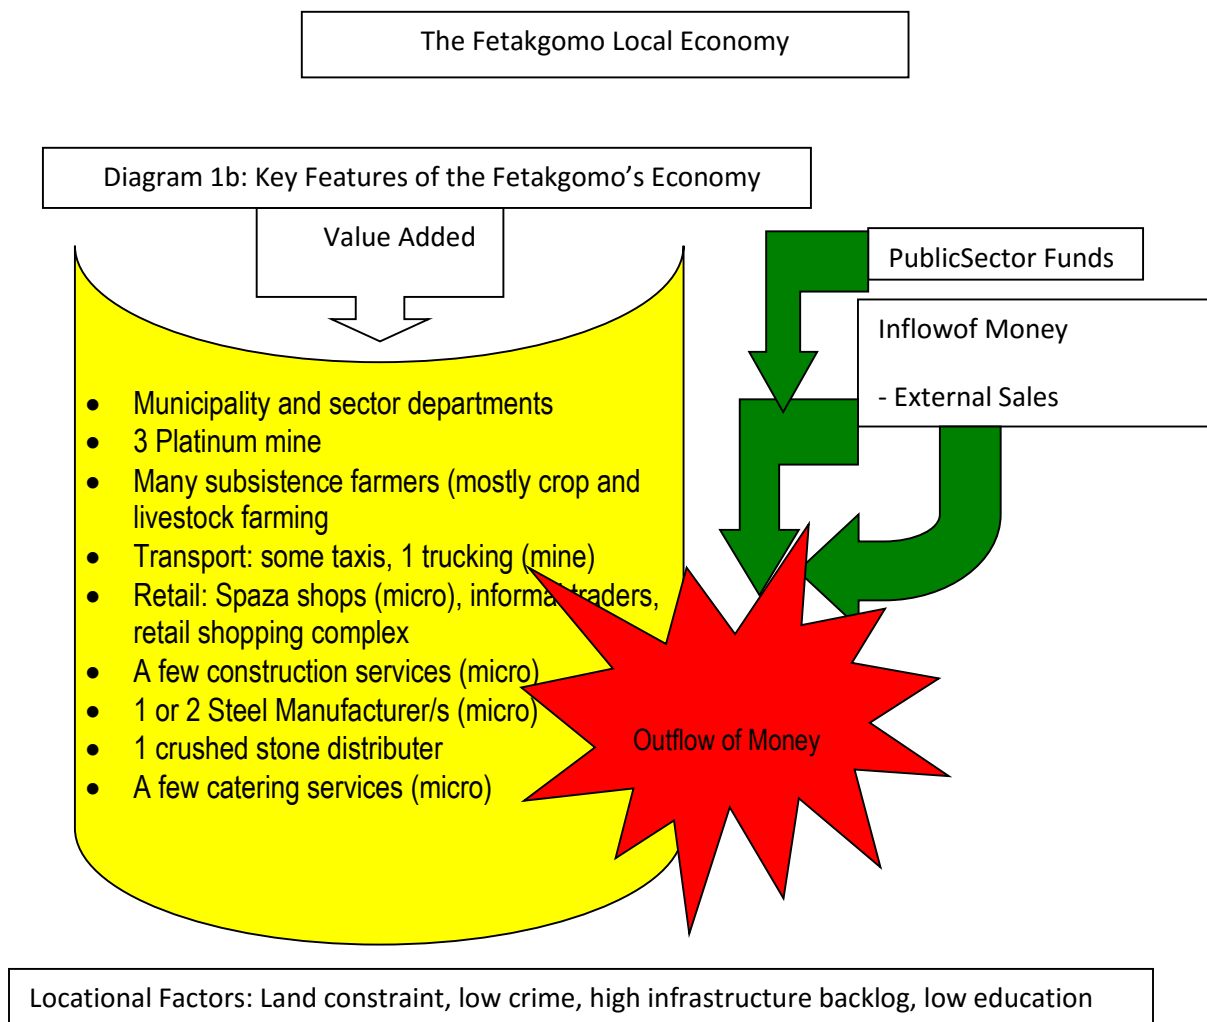 The Fetakgomo Local Economy
Diagram 1b: Key Features of the Fetakgomo’s Economy
Value Added
PublicSector Funds
Inflowof Money
- External Sales
• Municipality and sector departments
• 3 Platinum mine
• Many subsistence farmers (mostly crop and
livestock farming
• Transport: some taxis, 1 trucking (mine)
• Retail: Spaza shops (micro), informal traders,
retail shopping complex
• A few construction services (micro)
• 1 or 2 Steel Manufacturer/s (micro)
• 1 crushed stone distributer
• A few catering services (micro)
Outflow of Money
Locational Factors: Land constraint, low crime, high infrastructure backlog, low education